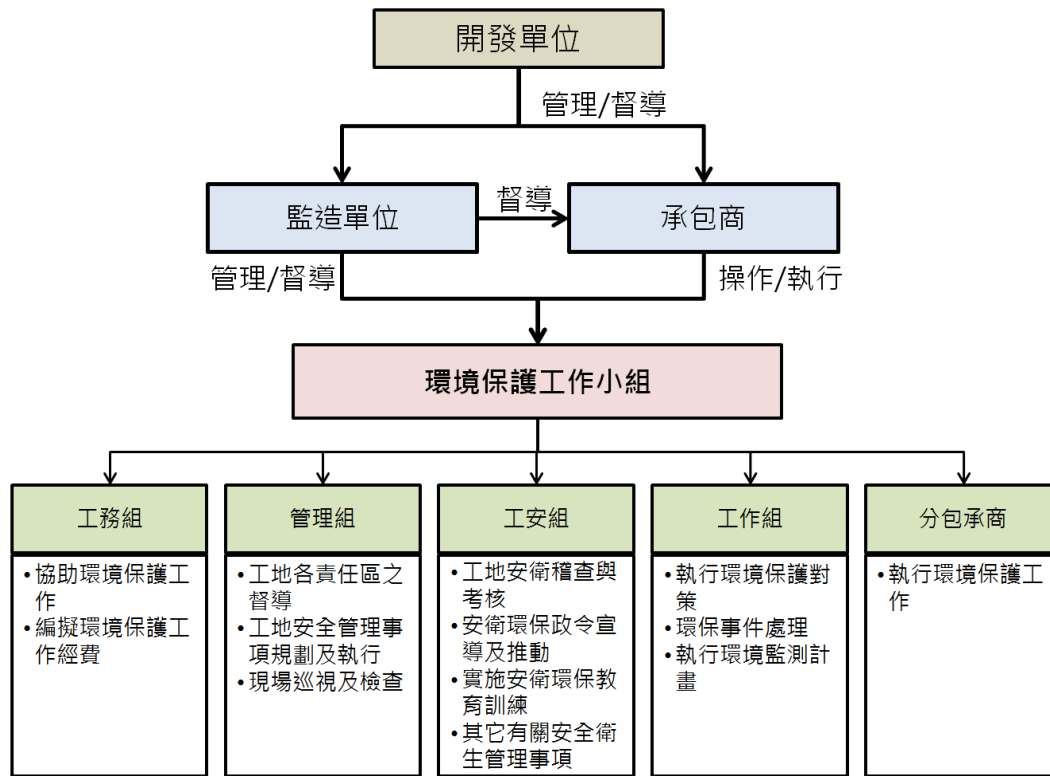 開發單位
管理/督導
監造單位
督導
承包商
管理/督導
操作/執行
環境保護工作小組
工務組
•協助環境保護工
作
•編擬環境保護工
作經費
管理組
•工地各責任區之
督導
•工地安全管理事
項規劃及執行
•現場巡視及檢查
工安組
•工地安衛稽查與
考核
•安衛環保政令宣
導及推動
•實施安衛環保教
育訓練
•其它有關安全衛
生管理事項
工作組
•執行環境保護對
策
•環保事件處理
•執行環境監測計
畫
分包承商
•執行環境保護工
作